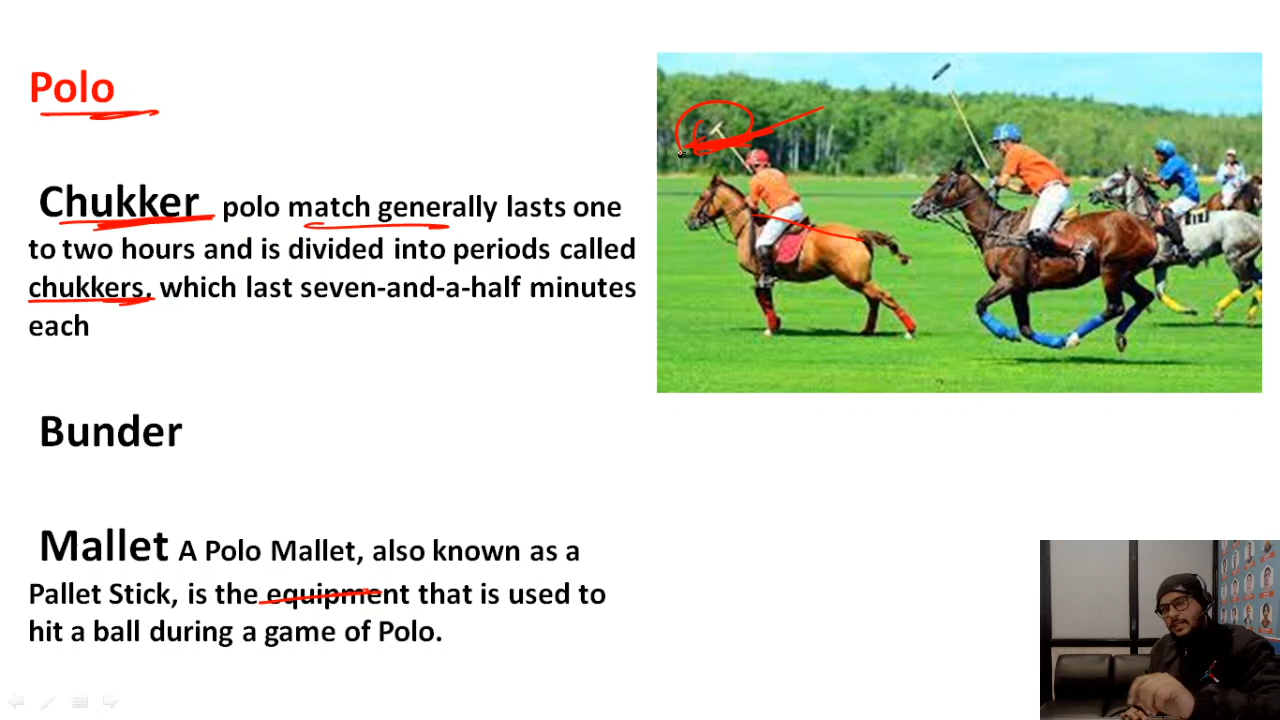 Polo
Chukker polo match generally lasts one
to two hours and is divided into periods called
chukkers, which last seven-and-a-half minutes
each
Bunder
Mallet A Polo Mallet, also known as a
Pallet Stick, is the equipment that is used to
hit a ball during a game of Polo.